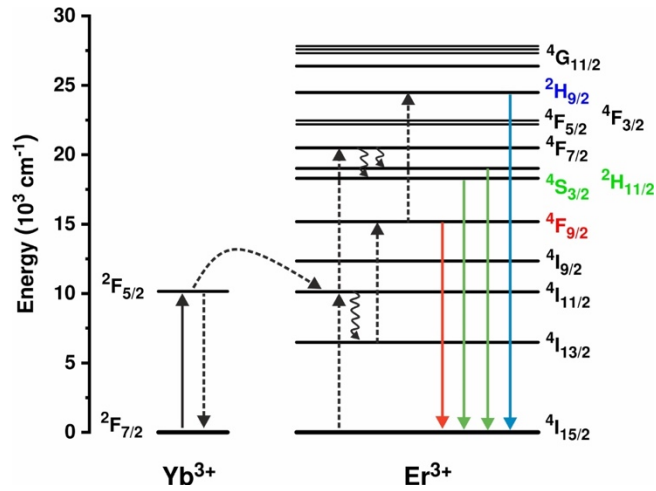 30
25
20
15
10
5
0
Energy (10³ cm⁻¹)
²F₅/₂
²F₇/₂
Yb³⁺
⁴G₁₁/₂
²H₉/₂
⁴F₅/₂ ⁴F₃/₂
⁴F₇/₂
⁴S₃/₂ ²H₁₁/₂
⁴F₉/₂
⁴I₉/₂
⁴I₁₁/₂
⁴I₁₃/₂
⁴I₁₅/₂
Er³⁺